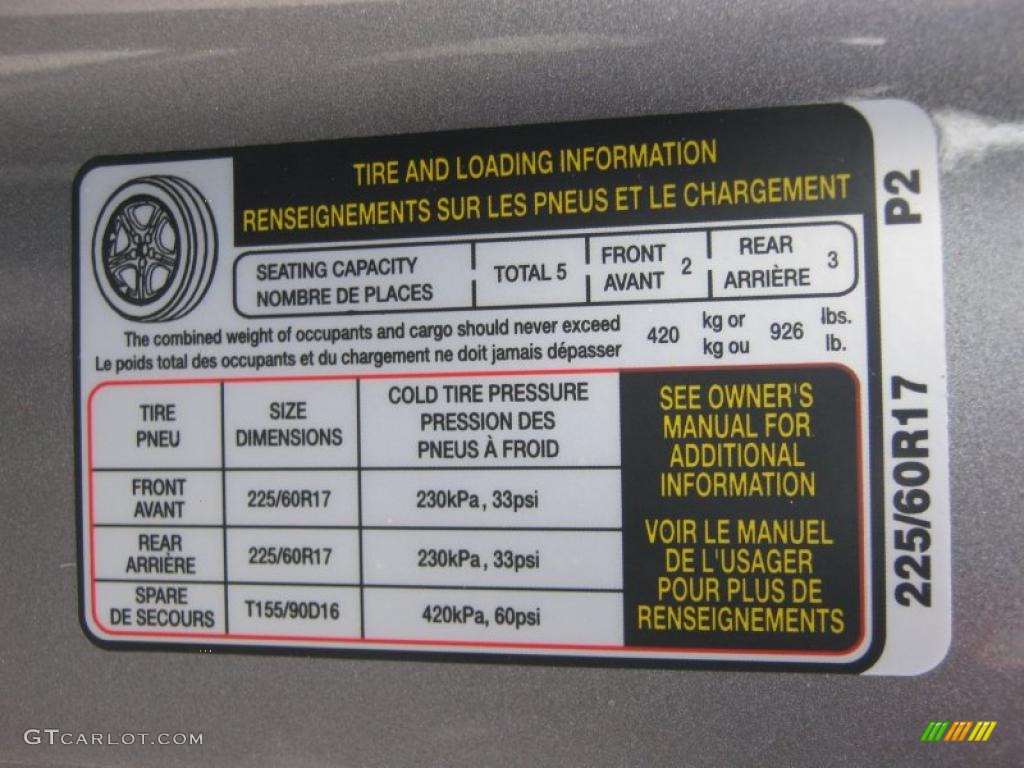 TIRE AND LOADING INFORMATION
RENSEIGNEMENTS SUR LES PNEUS ET LE CHARGEMENT
SEATING CAPACITY
NOMBRE DE PLACES
TOTAL 5
FRONT
AVANT
2
REAR
ARRIÈRE
3
The combined weight of occupants and cargo should never exceed
Le poids total des occupants et du chargement ne doit jamais dépasser
420
kg or
kg ou
926
lbs.
lb.
TIRE
PNEU
SIZE
DIMENSIONS
COLD TIRE PRESSURE
PRESSION DES
PNEUS À FROID
FRONT
AVANT
225/60R17
230kPa, 33psi
REAR
ARRIÈRE
225/60R17
230kPa, 33psi
SPARE
DE SECOURS
T155/90D16
420kPa, 60psi
SEE OWNER'S
MANUAL FOR
ADDITIONAL
INFORMATION
VOIR LE MANUEL
DE L'USAGER
POUR PLUS DE
RENSEIGNEMENTS
P2
225/60R17
GTCARLOT.COM